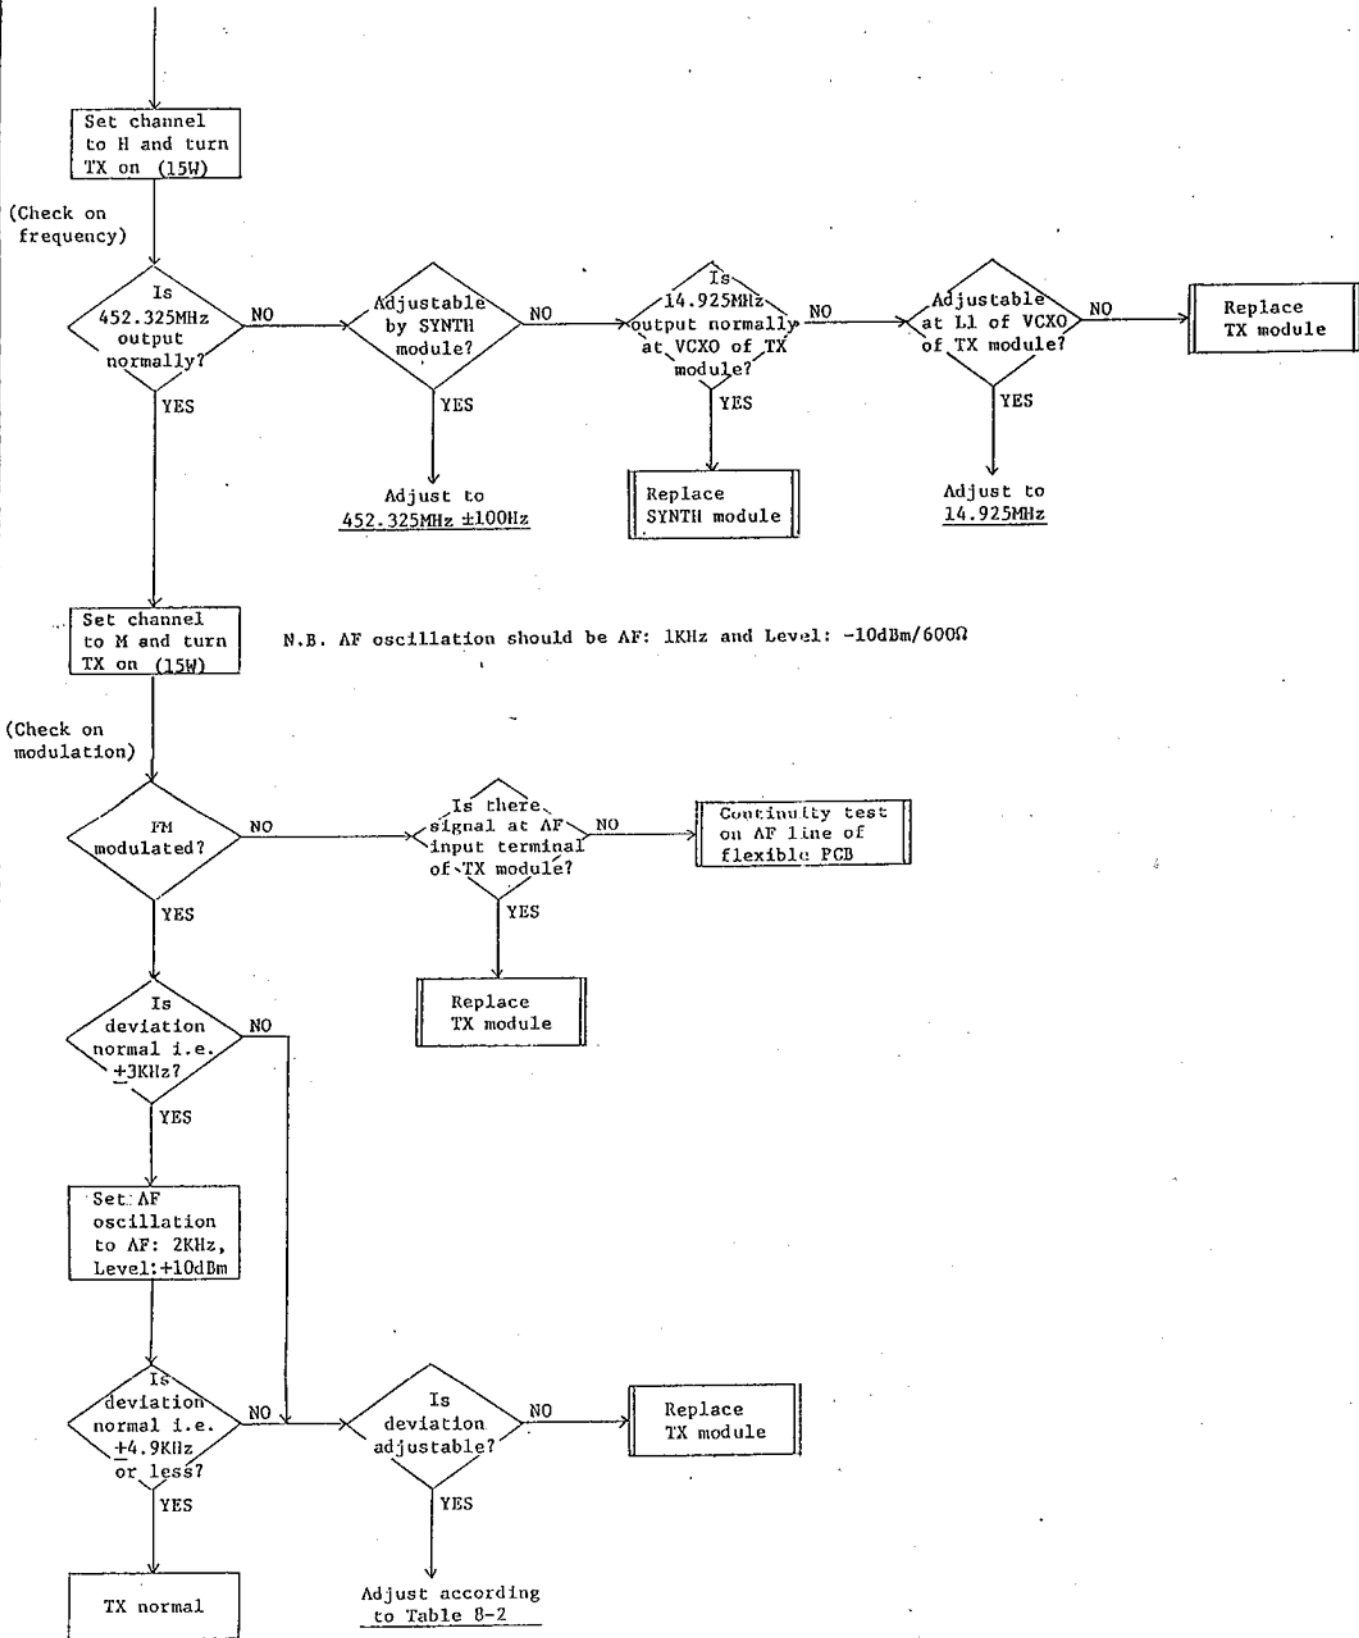 Set channel
to H and turn
TX on (15W)
(Check on
frequency)
Is
452.325MHz
output
normally?
NO
YES
Adjustable
by SYNTH
module?
NO
YES
Adjust to
452.325MHz ±100Hz
Is
14.925MHz
output normally
at VCXO of TX
module?
NO
YES
Replace
SYNTH module
Adjustable
at L1 of VCXO
of TX module?
NO
YES
Adjust to
14.925MHz
Replace
TX module
Set channel
to M and turn
TX on (15W)
N.B. AF oscillation should be AF: 1KHz and Level: -10dBm/600Ω
(Check on
modulation)
FM
modulated?
NO
YES
Is there
signal at AF
input terminal
of TX module?
NO
YES
Continuity test
on AF line of
flexible PCB
Replace
TX module
Is
deviation
normal i.e.
±3KHz?
NO
YES
Set AF
oscillation
to AF: 2KHz,
Level:+10dBm
Is
deviation
normal i.e.
±4.9KHz
or less?
NO
YES
TX normal
Is
deviation
adjustable?
NO
YES
Adjust according
to Table 8-2
Replace
TX module